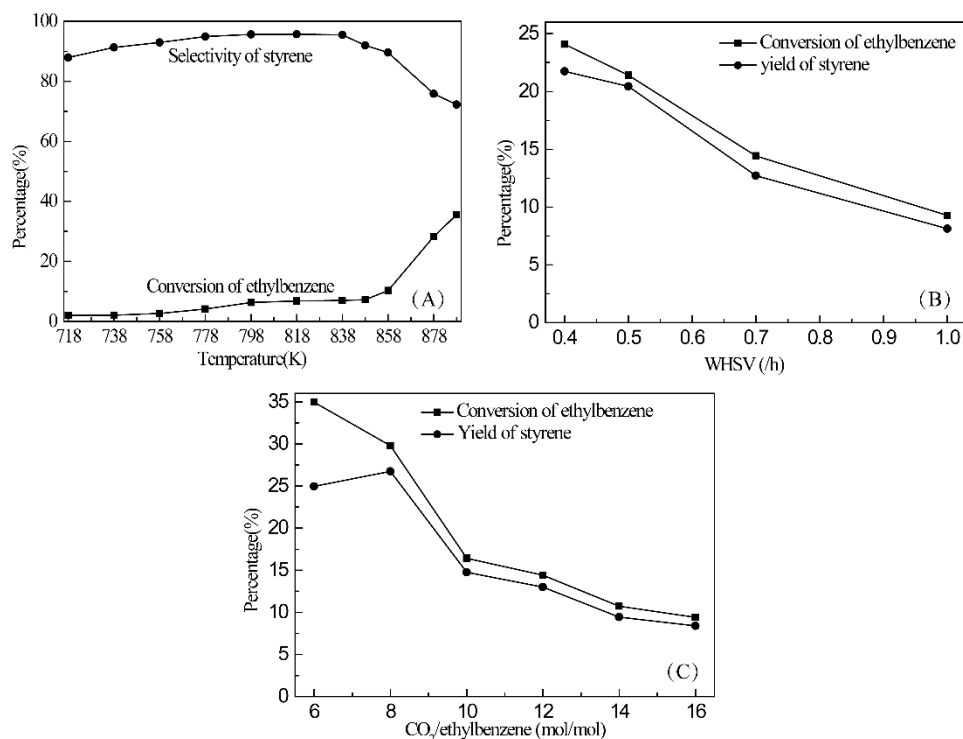 100
80
60
40
20
0
Percentage(%)
Selectivity of styrene
Conversion of ethylbenzene
(A)
718 738 758 778 798 818 838 858 878
Temperature(K)
25
20
15
10
5
0
Percentage(%)
Conversion of ethylbenzene
yield of styrene
(B)
0.4 0.5 0.6 0.7 0.8 0.9 1.0
WHSV (/h)
35
30
25
20
15
10
5
0
Percentage(%)
Conversion of ethylbenzene
Yield of styrene
(C)
6 8 10 12 14 16
CO₂/ethylbenzene (mol/mol)